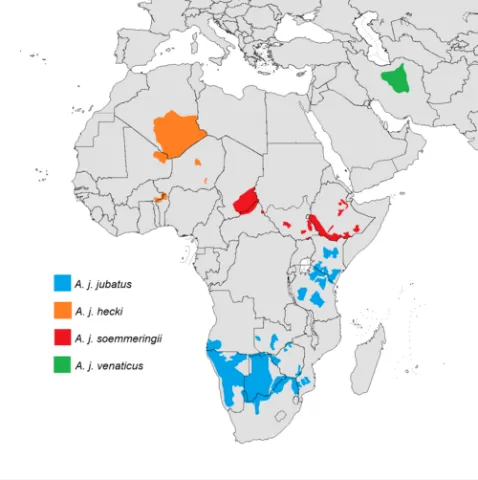 A. j. jubatus
A. j. hecki
A. j. soemmeringii
A. j. venaticus